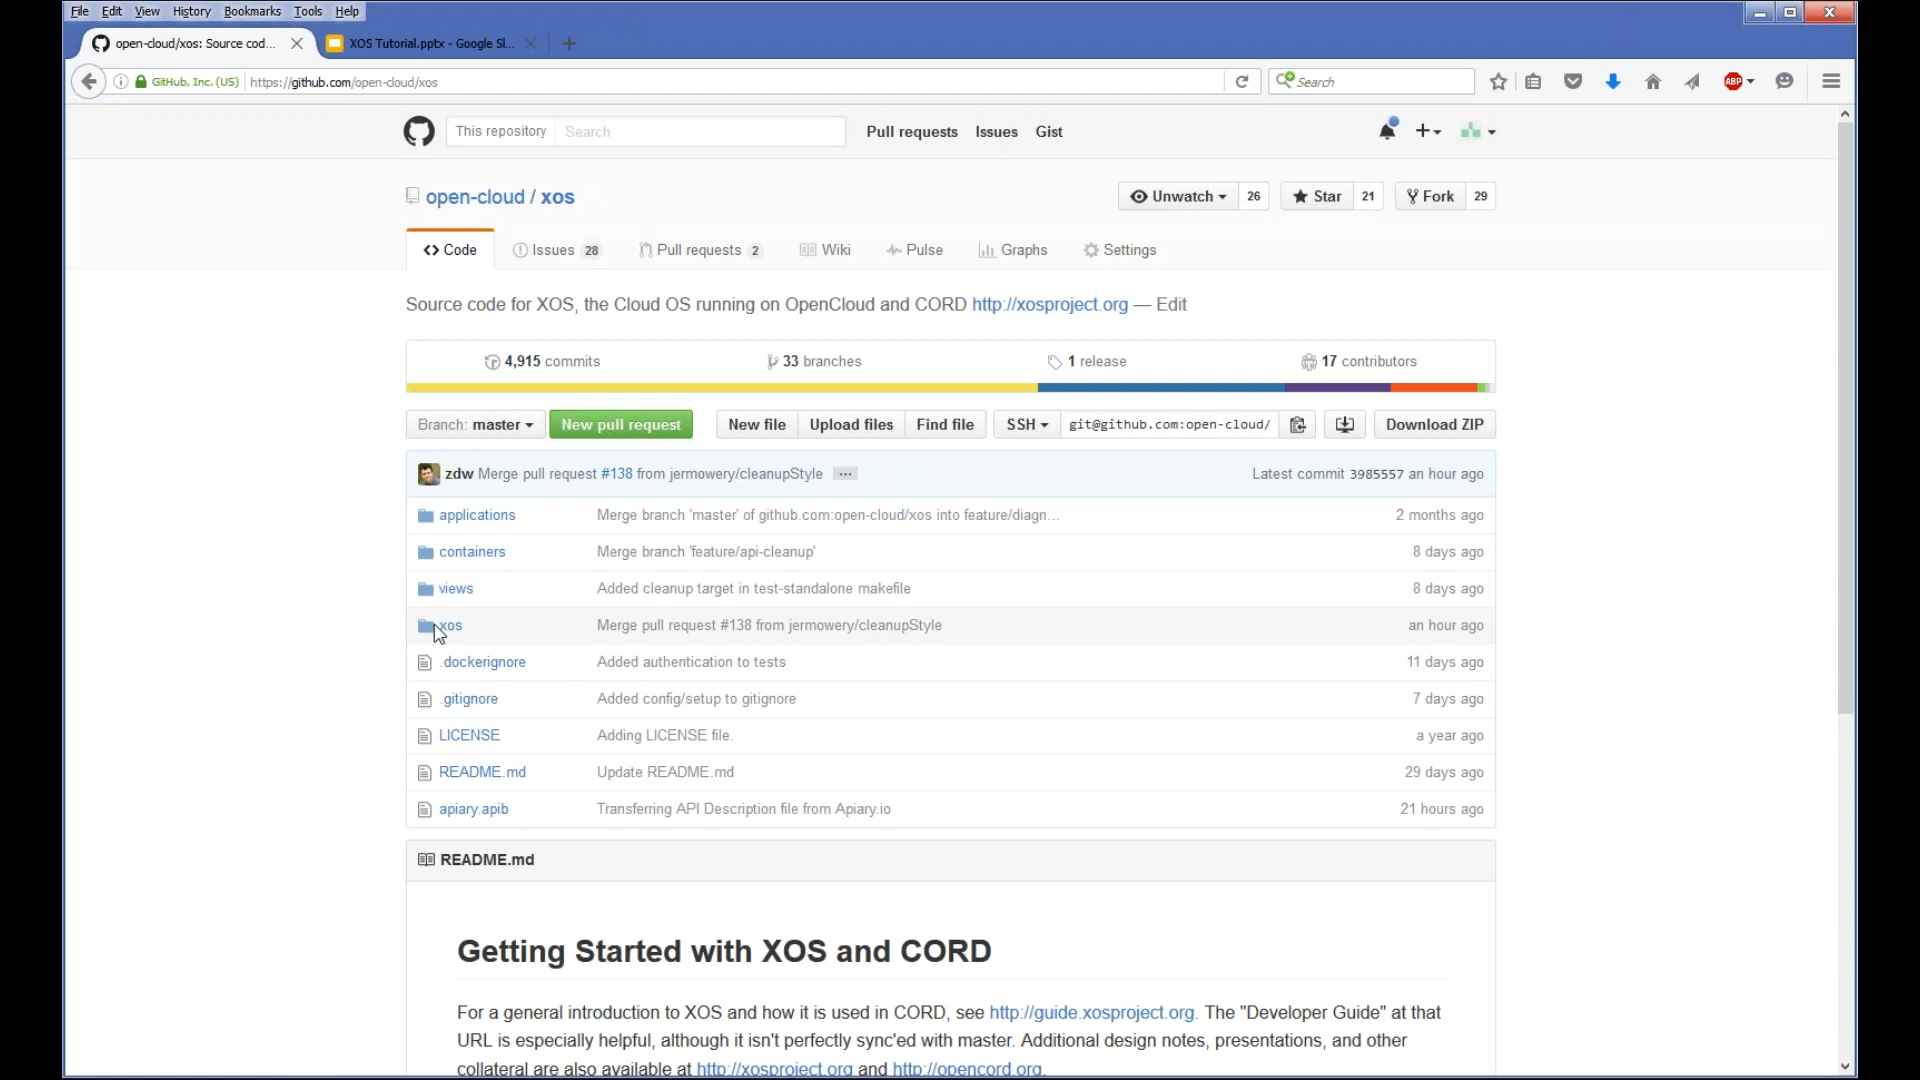 File Edit View History Bookmarks Tools Help
open-cloud/xos: Source cod... XOS Tutorial.pptx - Google Sl...
GitHub, Inc. (US) https://github.com/open-cloud/xos Search ABP
This repository Search Pull requests Issues Gist
open-cloud / xos Unwatch 26 Star 21 Fork 29
Code Issues 28 Pull requests 2 Wiki Pulse Graphs Settings
Source code for XOS, the Cloud OS running on OpenCloud and CORD http://xosproject.org — Edit
4,915 commits 33 branches 1 release 17 contributors
Branch: master New pull request New file Upload files Find file SSH git@github.com:open-cloud/ Download ZIP
zdw Merge pull request #138 from jermowery/cleanupStyle ... Latest commit 3985557 an hour ago
applications Merge branch 'master' of github.com:open-cloud/xos into feature/diagn… 2 months ago
containers Merge branch 'feature/api-cleanup' 8 days ago
views Added cleanup target in test-standalone makefile 8 days ago
xos Merge pull request #138 from jermowery/cleanupStyle an hour ago
.dockerignore Added authentication to tests 11 days ago
.gitignore Added config/setup to gitignore 7 days ago
LICENSE Adding LICENSE file. a year ago
README.md Update README.md 29 days ago
apiary.apib Transferring API Description file from Apiary.io 21 hours ago
README.md
Getting Started with XOS and CORD
For a general introduction to XOS and how it is used in CORD, see http://guide.xosproject.org. The "Developer Guide" at that
URL is especially helpful, although it isn't perfectly sync'ed with master. Additional design notes, presentations, and other
collateral are also available at http://xosproject.org and http://opencord.org.